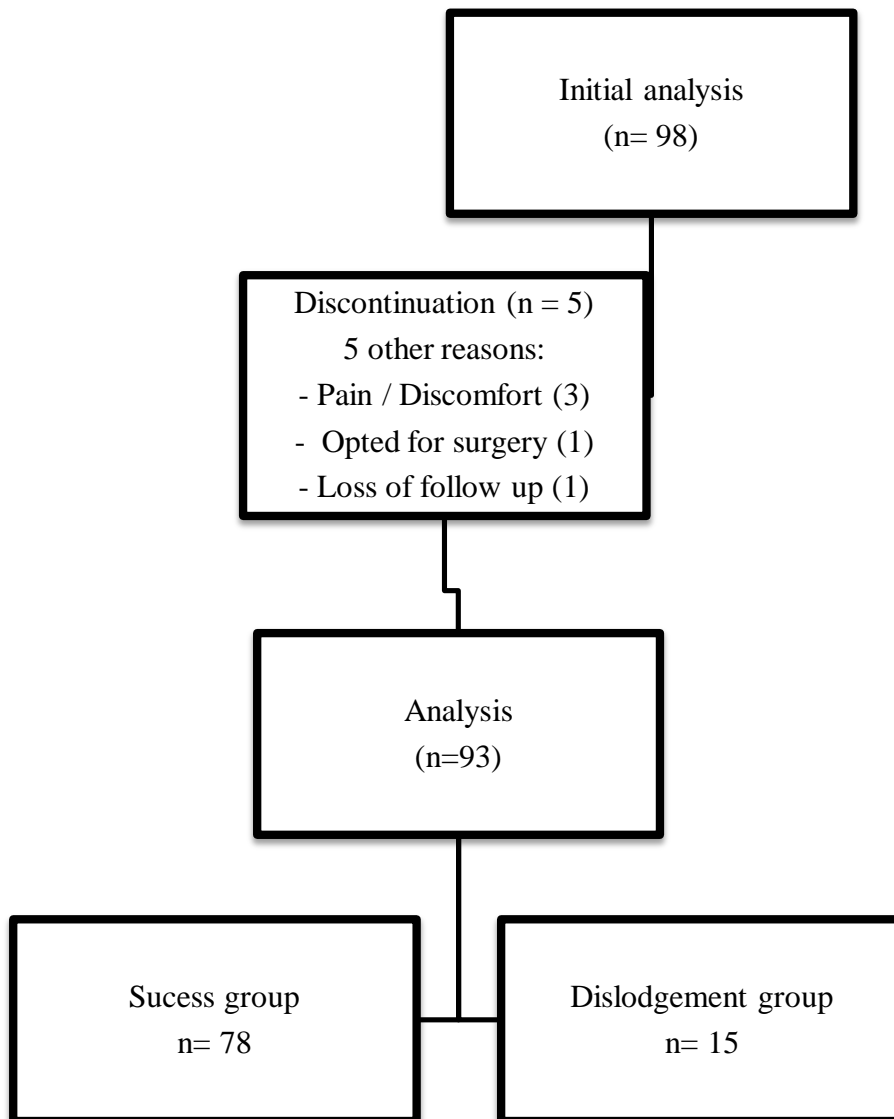 Initial analysis
(n= 98)
Discontinuation (n = 5)
5 other reasons:
- Pain / Discomfort (3)
-  Opted for surgery (1)
- Loss of follow up (1)
Analysis
(n=93)
Sucess group
n= 78
Dislodgement group
n= 15